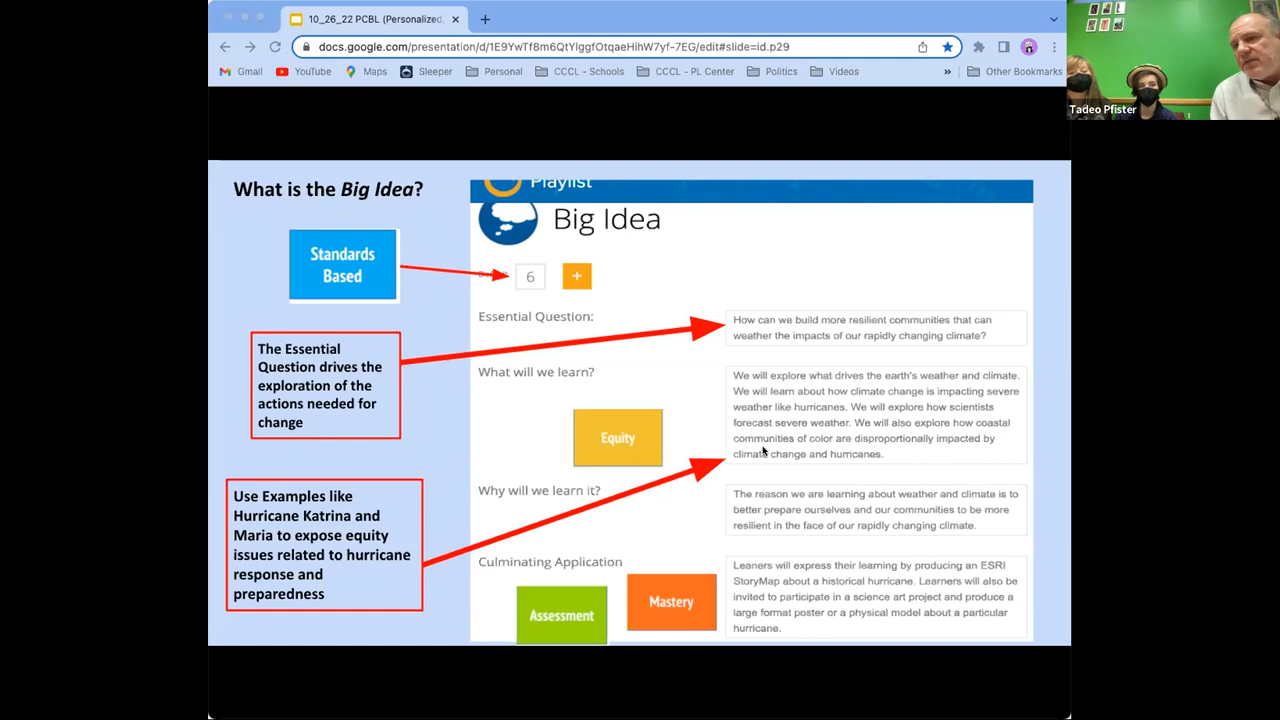 10_26_22 PCBL (Personalized,
docs.google.com/presentation/d/1E9YwTf8m6QtYlggfOtqaeHihW7yf-7EG/edit#slide=id.p29
Gmail YouTube Maps Sleeper Personal CCCL - Schools CCCL - PL Center Politics Videos » Other Bookmarks
Tadeo Pfister
What is the Big Idea?
Playlist
Big Idea
Standards
Based
6 +
Essential Question:
How can we build more resilient communities that can
weather the impacts of our rapidly changing climate?
The Essential
Question drives the
exploration of the
actions needed for
change
What will we learn?
We will explore what drives the earth's weather and climate.
We will learn about how climate change is impacting severe
weather like hurricanes. We will explore how scientists
forecast severe weather. We will also explore how coastal
communities of color are disproportionally impacted by
climate change and hurricanes.
Equity
Use Examples like
Hurricane Katrina and
Maria to expose equity
issues related to hurricane
response and
preparedness
Why will we learn it?
The reason we are learning about weather and climate is to
better prepare ourselves and our communities to be more
resilient in the face of our rapidly changing climate.
Culminating Application
Leaners will express their learning by producing an ESRI
StoryMap about a historical hurricane. Learners will also be
invited to participate in a science art project and produce a
large format poster or a physical model about a particular
hurricane.
Assessment
Mastery